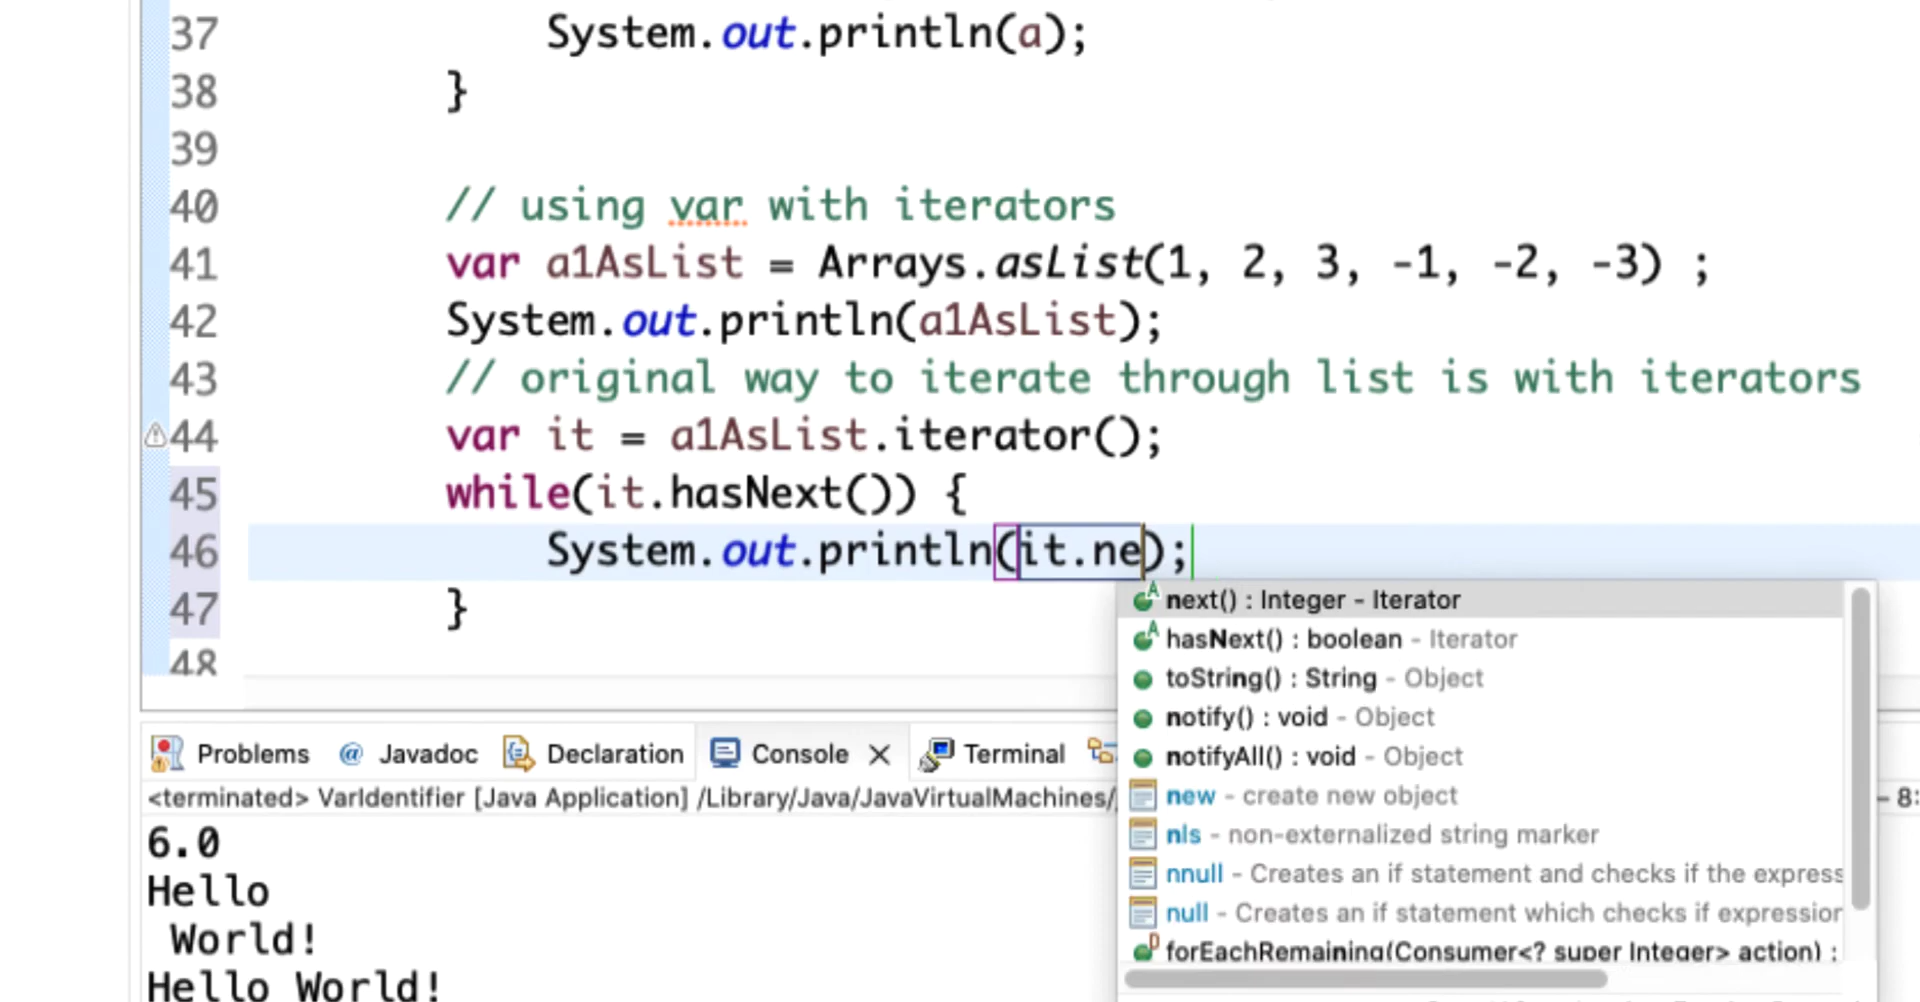 37 System.out.println(a);
38 }
39
40 // using var with iterators
41 var a1AsList = Arrays.asList(1, 2, 3, -1, -2, -3) ;
42 System.out.println(a1AsList);
43 // original way to iterate through list is with iterators
44 var it = a1AsList.iterator();
45 while(it.hasNext()) {
46 System.out.println(it.ne);
47 }
48
next() : Integer - Iterator
hasNext() : boolean - Iterator
toString() : String - Object
notify() : void - Object
notifyAll() : void - Object
new - create new object
nls - non-externalized string marker
nnull - Creates an if statement and checks if the express
null - Creates an if statement which checks if expression
forEachRemaining(Consumer<? super Integer> action) :
Problems @ Javadoc Declaration Console Terminal
<terminated> VarIdentifier [Java Application] /Library/Java/JavaVirtualMachines/ – 8:
6.0
Hello
World!
Hello World!